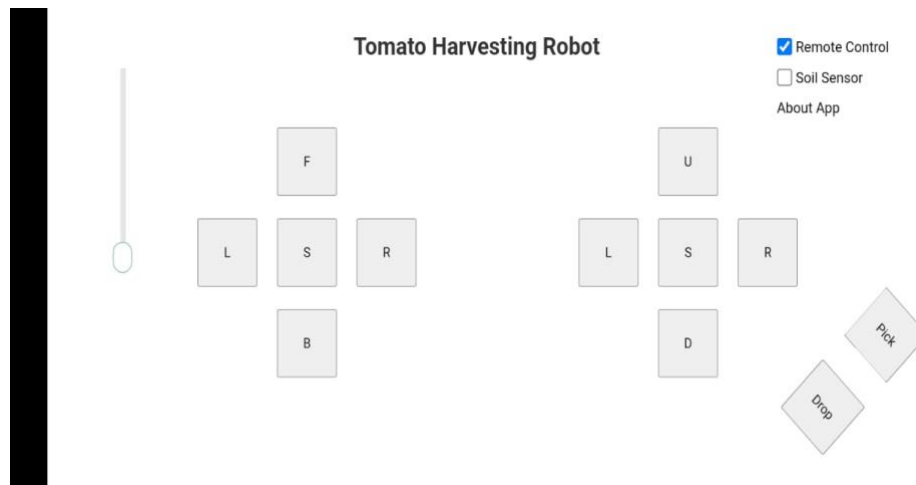 Tomato Harvesting Robot
Remote Control
Soil Sensor
About App
F
U
L S R
L S R
B
D
Pick
Drop